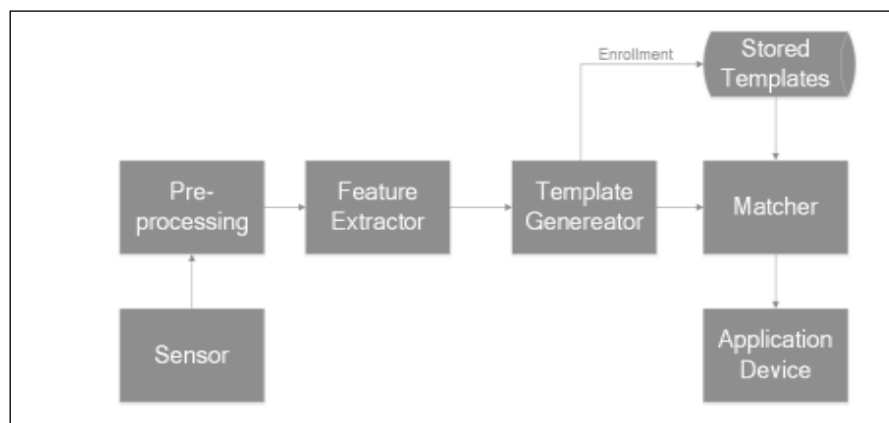 Enrollment
Stored
Templates
Pre-
processing
Feature
Extractor
Template
Genereator
Matcher
Sensor
Application
Device